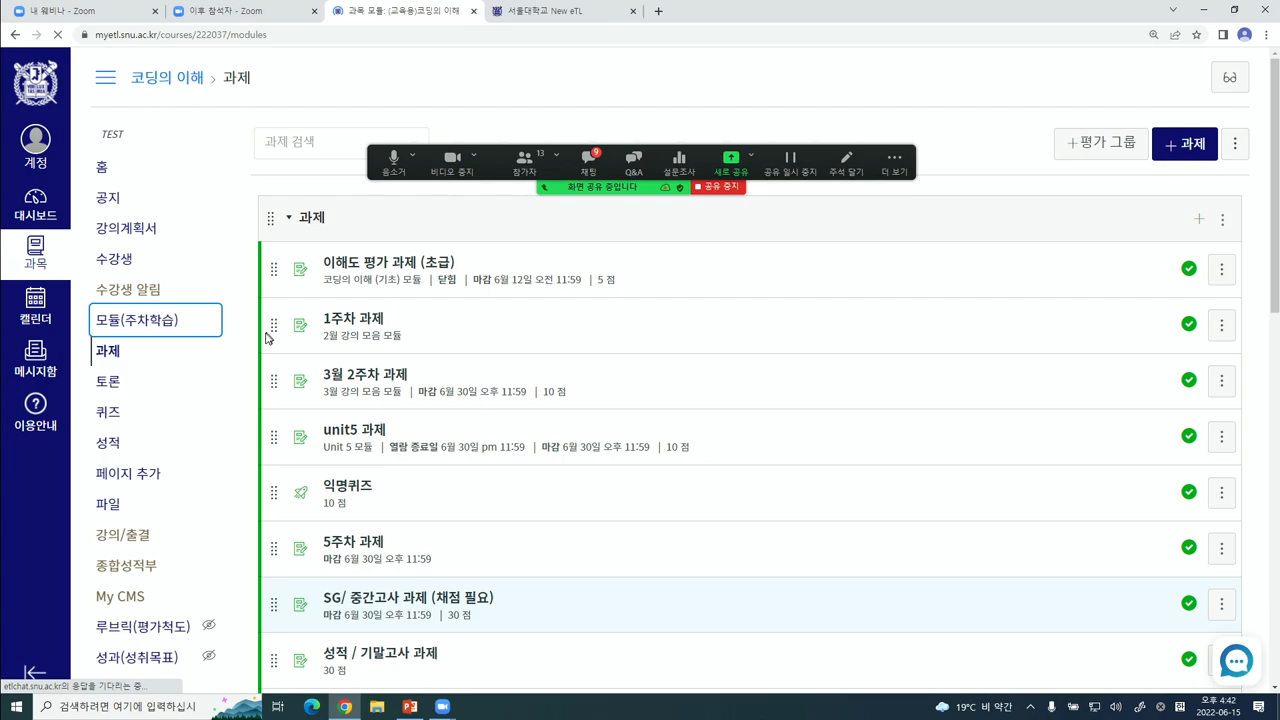 내 웨비나 - Zoom
이후 참석자 - Zoom
과목 모듈: (교육용)코딩의 이해
서울대학교 New eTL
myetl.snu.ac.kr/courses/222037/modules
코딩의 이해 › 과제
계정
대시보드
과목
캘린더
메시지함
이용안내
TEST
홈
공지
강의계획서
수강생
수강생 알림
모듈(주차학습)
과제
토론
퀴즈
성적
페이지 추가
파일
강의/출결
종합성적부
My CMS
루브릭(평가척도)
성과(성취목표)
과제 검색
+평가 그룹
+ 과제
음소거
비디오 중지
13
참가자
9
채팅
Q&A
설문조사
새로 공유
공유 일시 중지
주석 달기
더 보기
화면 공유 중입니다
공유 중지
과제
이해도 평가 과제 (초급)
코딩의 이해 (기초) 모듈 | 닫힘 | 마감 6월 12일 오전 11:59 | 5 점
1주차 과제
2월 강의 모음 모듈
3월 2주차 과제
3월 강의 모음 모듈 | 마감 6월 30일 오후 11:59 | 10 점
unit5 과제
Unit 5 모듈 | 열람 종료일 6월 30일 pm 11:59 | 마감 6월 30일 오후 11:59 | 10 점
익명퀴즈
10 점
5주차 과제
마감 6월 30일 오후 11:59
SG/ 중간고사 과제 (채점 필요)
마감 6월 30일 오후 11:59 | 30 점
성적 / 기말고사 과제
30 점
etlchat.snu.ac.kr의 응답을 기다리는 중...
검색하려면 여기에 입력하십시
19°C 비 약간
오후 4:42
2022-06-15